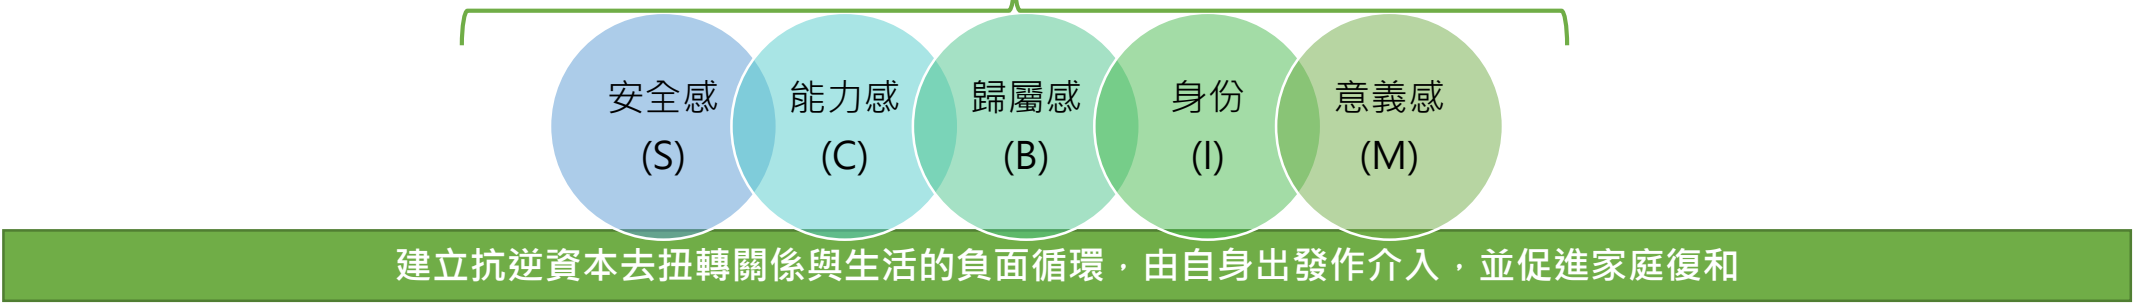 安全感
(S)
能力感
(C)
歸屬感
(B)
身份
(I)
意義感
(M)
建立抗逆資本去扭轉關係與生活的負面循環，由自身出發作介入，並促進家庭復和